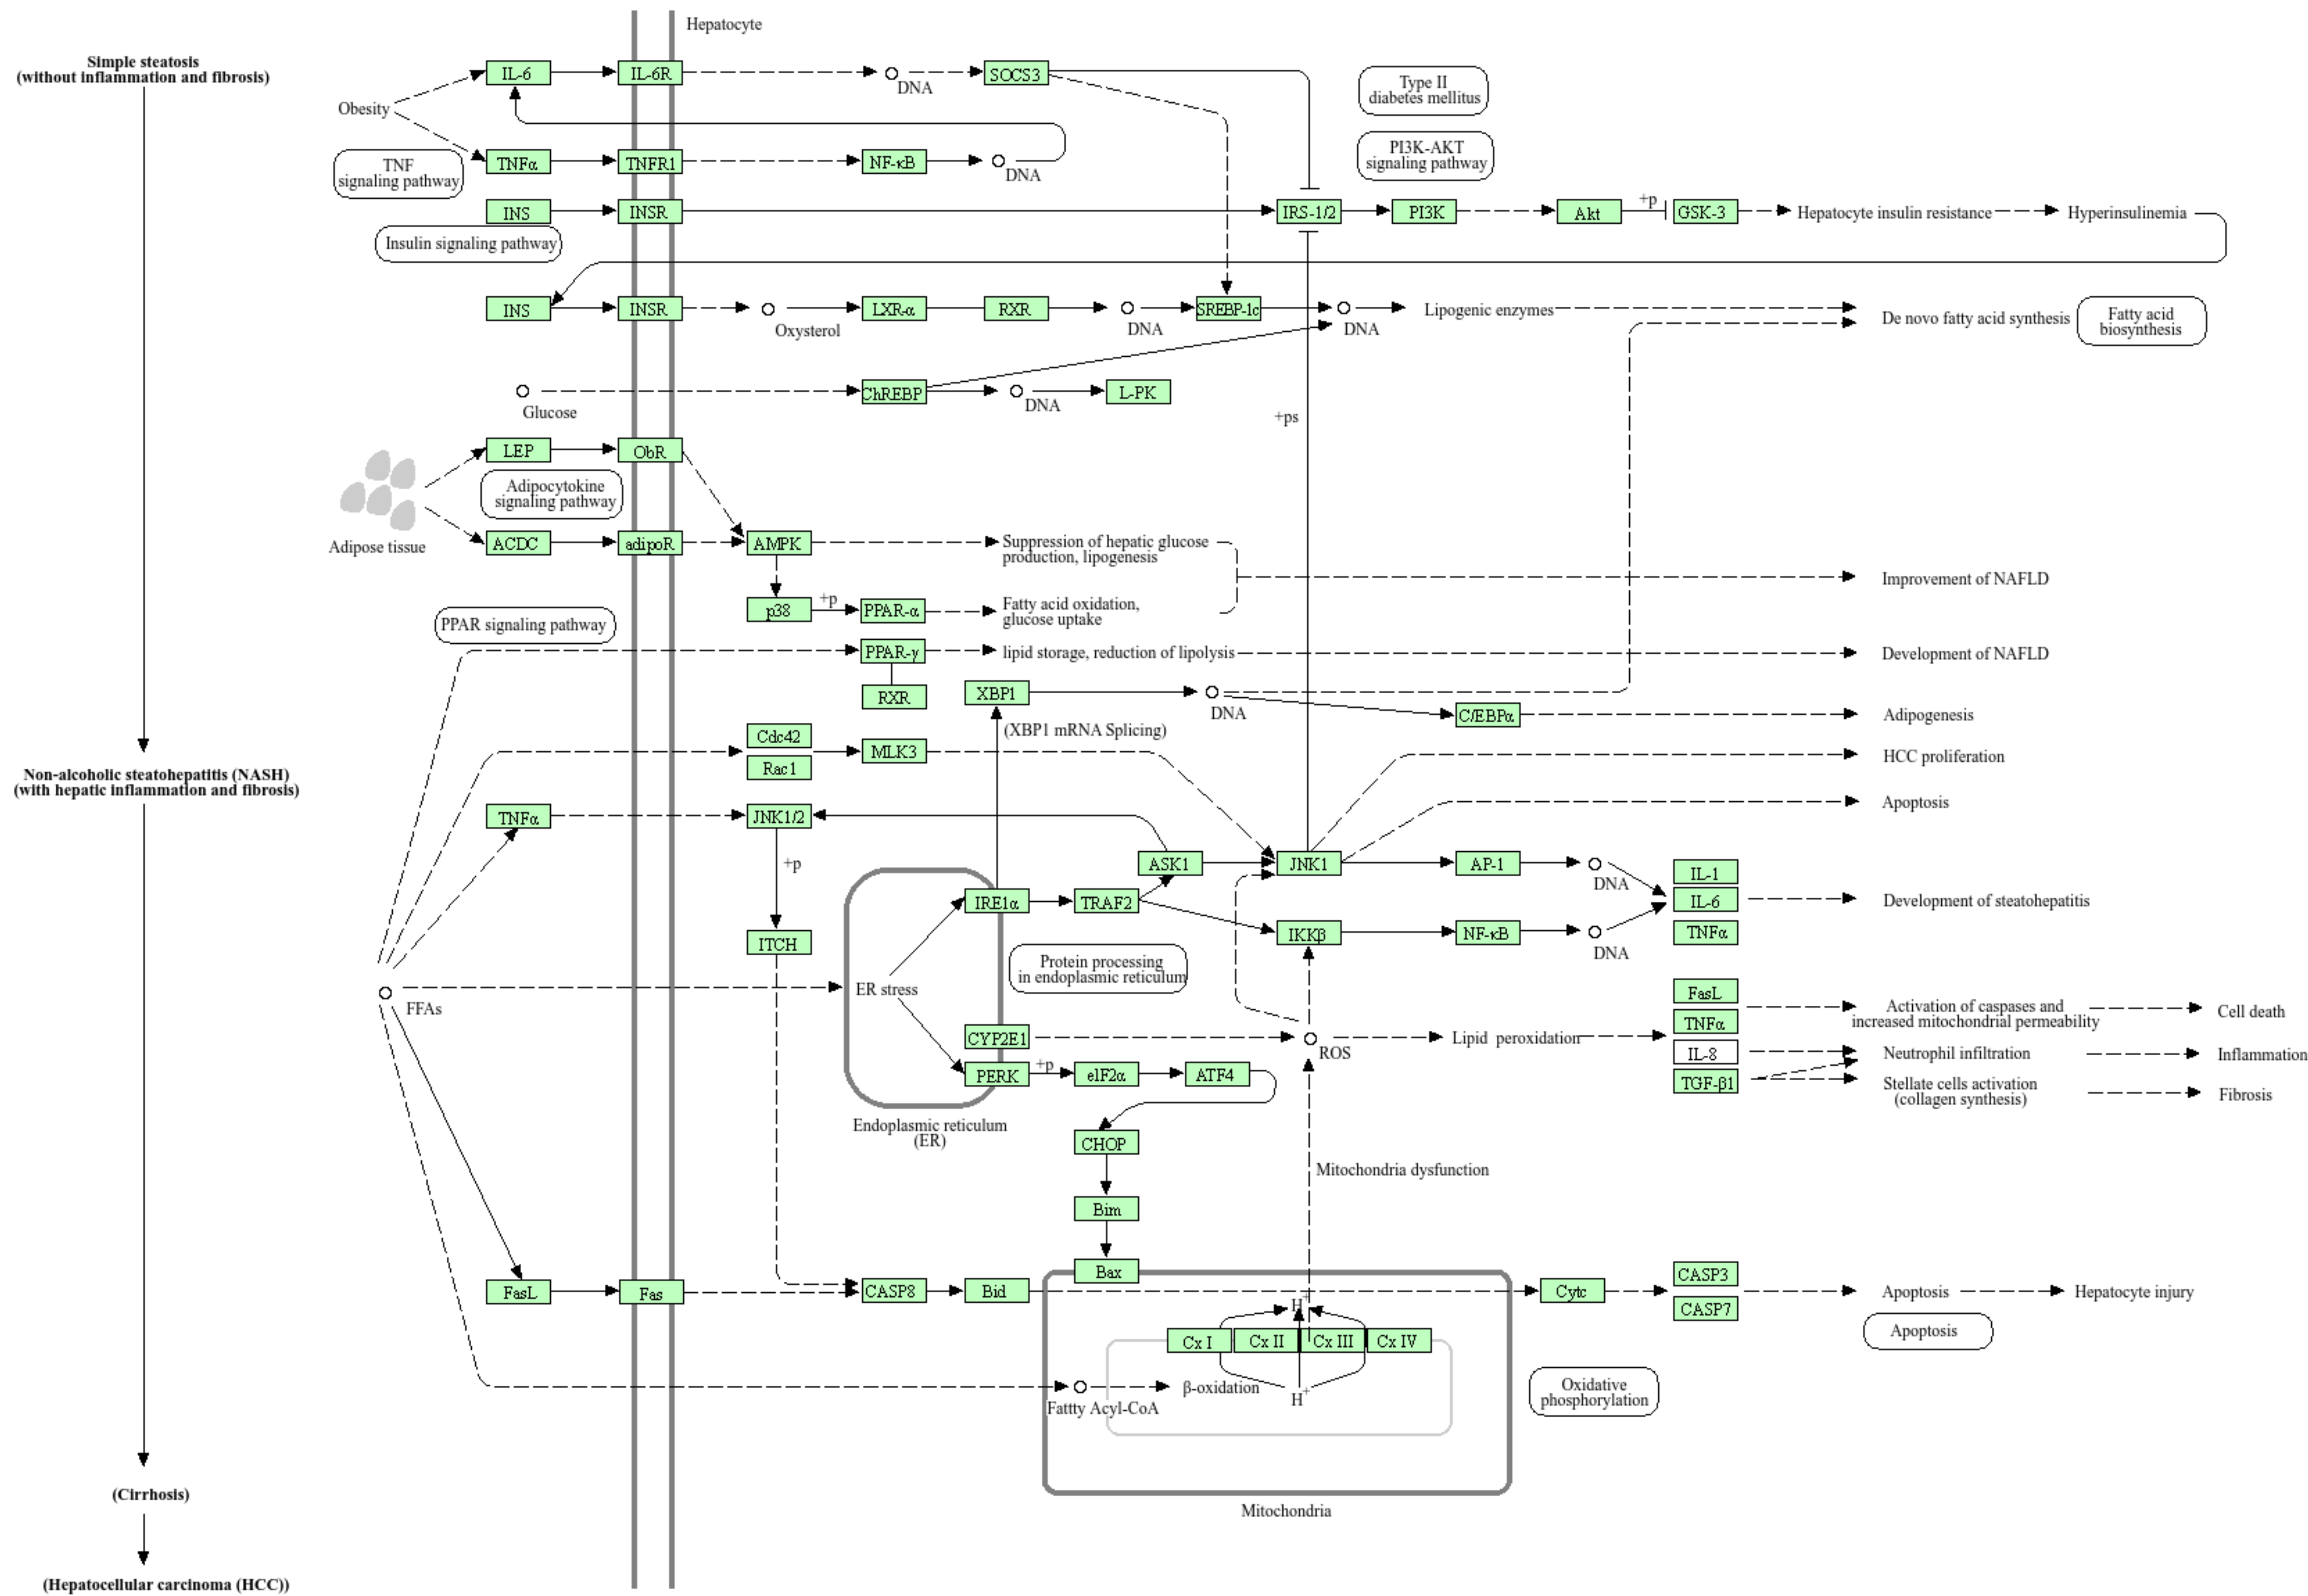 Hepatocyte
Simple steatosis
(without inflammation and fibrosis)
IL-6
IL-6R
DNA
SOCS3
Type II
diabetes mellitus
Obesity
TNF
signaling pathway
TNFα
TNFR1
NF-κB
DNA
PI3K-AKT
signaling pathway
INS
INSR
IRS-1/2
PI3K
Akt
+p
GSK-3
Hepatocyte insulin resistance
Hyperinsulinemia
Insulin signaling pathway
INS
INSR
Oxysterol
LXR-α
RXR
DNA
SREBP-1c
DNA
Lipogenic enzymes
De novo fatty acid synthesis
Fatty acid
biosynthesis
Glucose
ChREBP
DNA
L-PK
+ps
LEP
ObR
Adipocytokine
signaling pathway
Adipose tissue
ACDC
adipoR
AMPK
Suppression of hepatic glucose
production, lipogenesis
Improvement of NAFLD
p38
+p
PPAR-α
Fatty acid oxidation,
glucose uptake
PPAR signaling pathway
PPAR-γ
lipid storage, reduction of lipolysis
Development of NAFLD
RXR
XBP1
DNA
C/EBPα
Adipogenesis
(XBP1 mRNA Splicing)
Cdc42
Rac1
MLK3
HCC proliferation
Non-alcoholic steatohepatitis (NASH)
(with hepatic inflammation and fibrosis)
Apoptosis
TNFα
JNK1/2
+p
ASK1
JNK1
AP-1
DNA
IL-1
IL-6
TNFα
Development of steatohepatitis
IRE1α
TRAF2
IKKβ
NF-κB
DNA
ITCH
Protein processing
in endoplasmic reticulum
ER stress
FFAs
FasL
TNFα
IL-8
TGF-β1
Activation of caspases and
increased mitochondrial permeability
Cell death
CYP2E1
ROS
Lipid peroxidation
Neutrophil infiltration
Inflammation
PERK
+p
eIF2α
ATF4
Stellate cells activation
(collagen synthesis)
Fibrosis
Endoplasmic reticulum
(ER)
CHOP
Mitochondria dysfunction
Bim
Bax
FasL
Fas
CASP8
Bid
Cytc
CASP3
CASP7
Apoptosis
Hepatocyte injury
Apoptosis
H+
Cx I
Cx II
Cx III
Cx IV
Fattty Acyl-CoA
β-oxidation
H+
Oxidative
phosphorylation
Mitochondria
(Cirrhosis)
(Hepatocellular carcinoma (HCC))